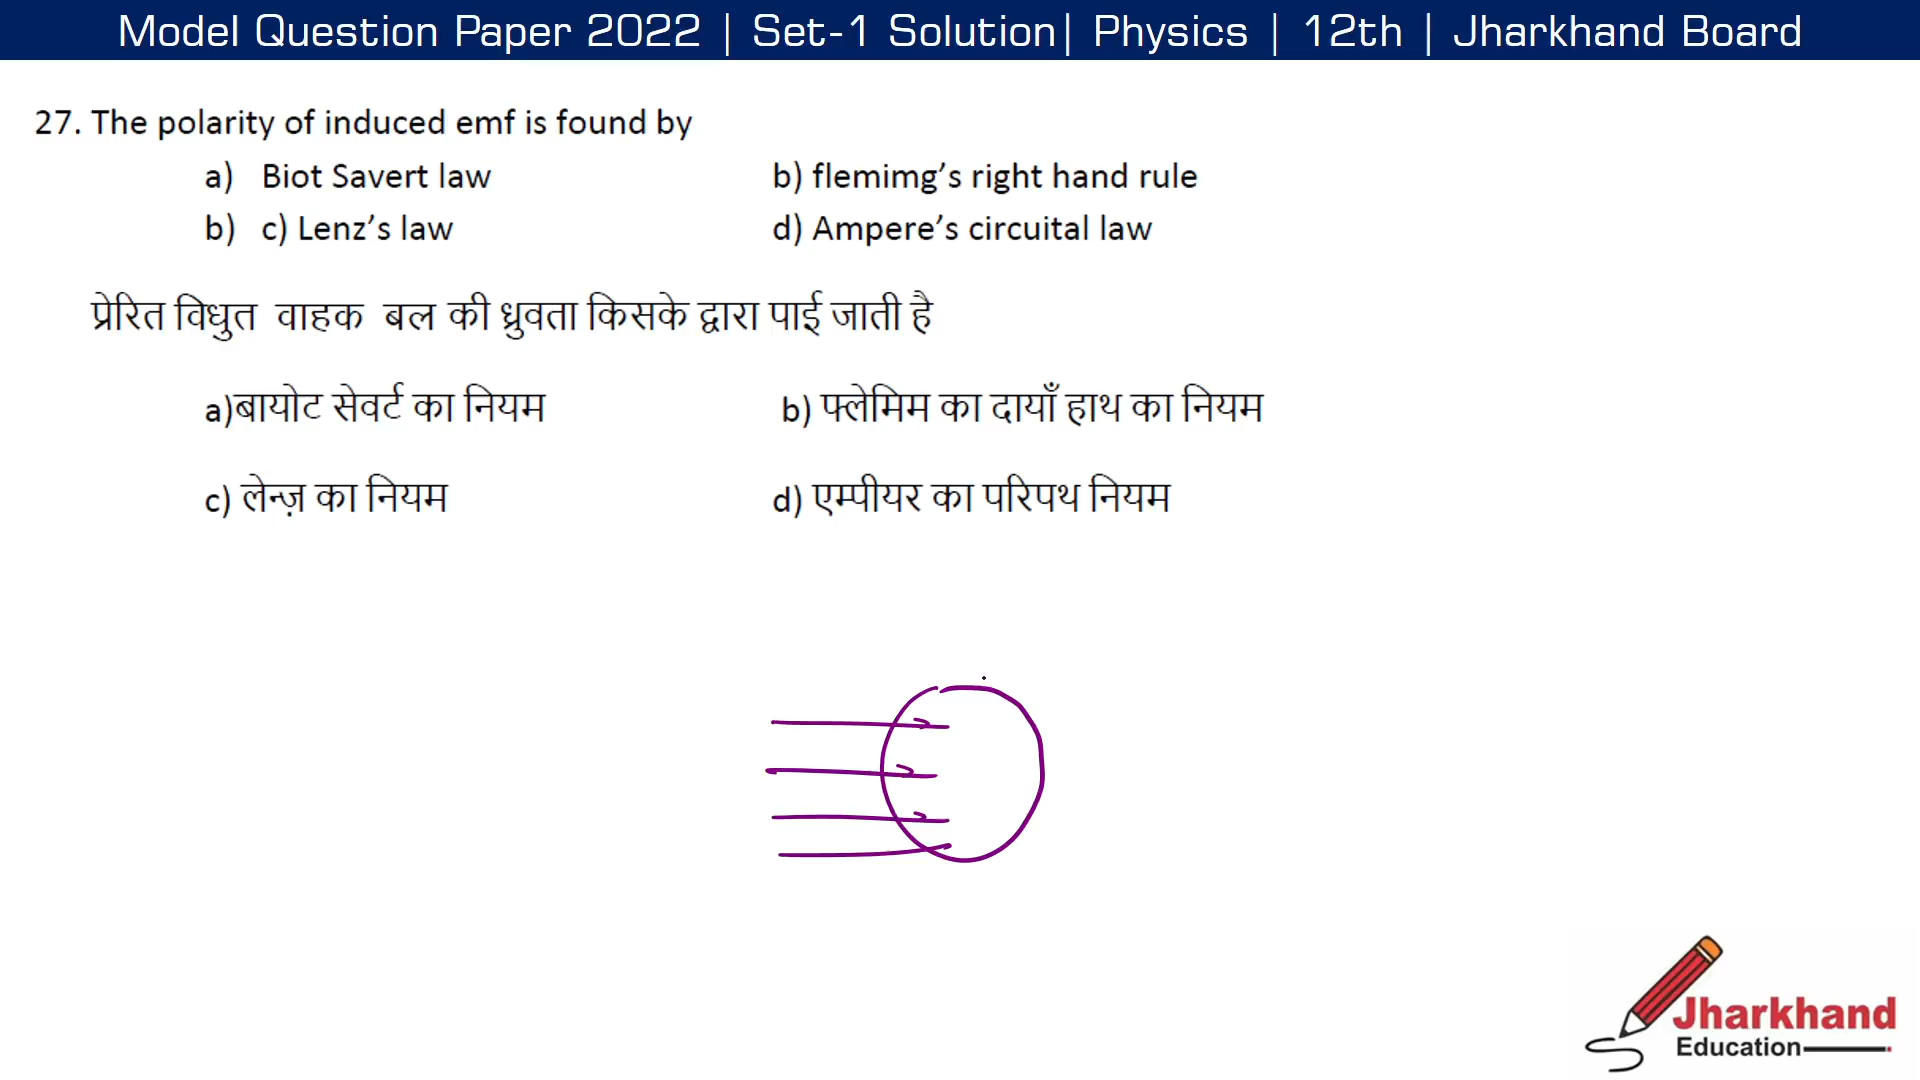 Model Question Paper 2022 | Set-1 Solution| Physics | 12th | Jharkhand Board
27. The polarity of induced emf is found by
a) Biot Savert law b) flemimg’s right hand rule
b) c) Lenz’s law d) Ampere’s circuital law
प्रेरित विधुत वाहक बल की ध्रुवता किसके द्वारा पाई जाती है
a)बायोट सेवर्ट का नियम b) फ्लेमिम का दायाँ हाथ का नियम
c) लेन्ज़ का नियम d) एम्पीयर का परिपथ नियम
Jharkhand
Education